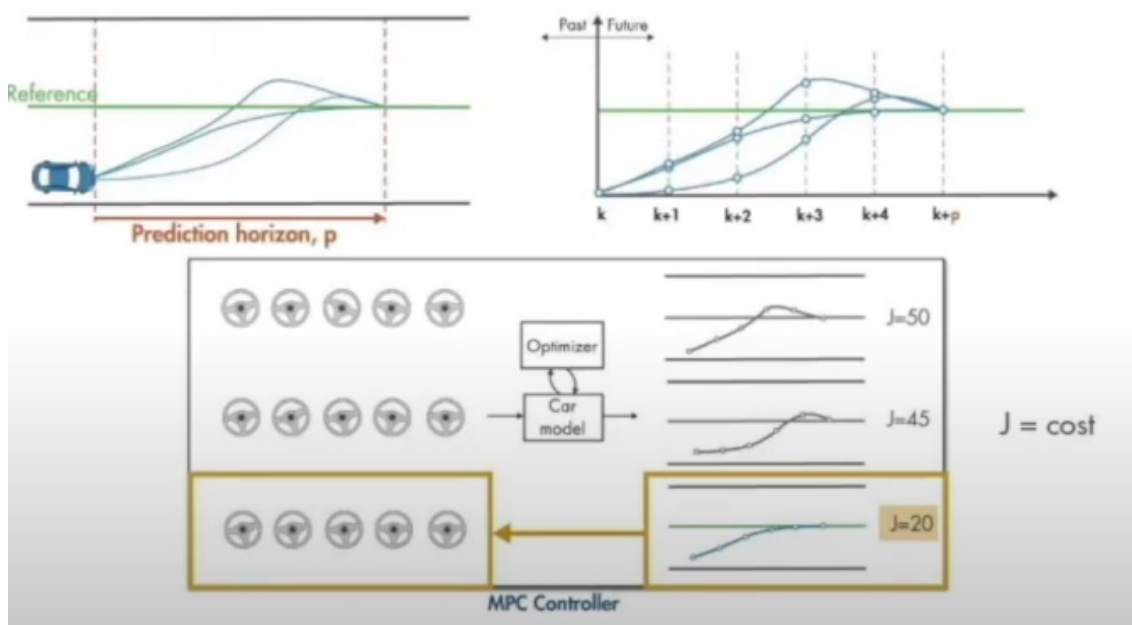 Past Future
Reference
k k+1 k+2 k+3 k+4 k+p
Prediction horizon, p
J=50
Optimizer
Car
model
J=45
J = cost
J=20
MPC Controller